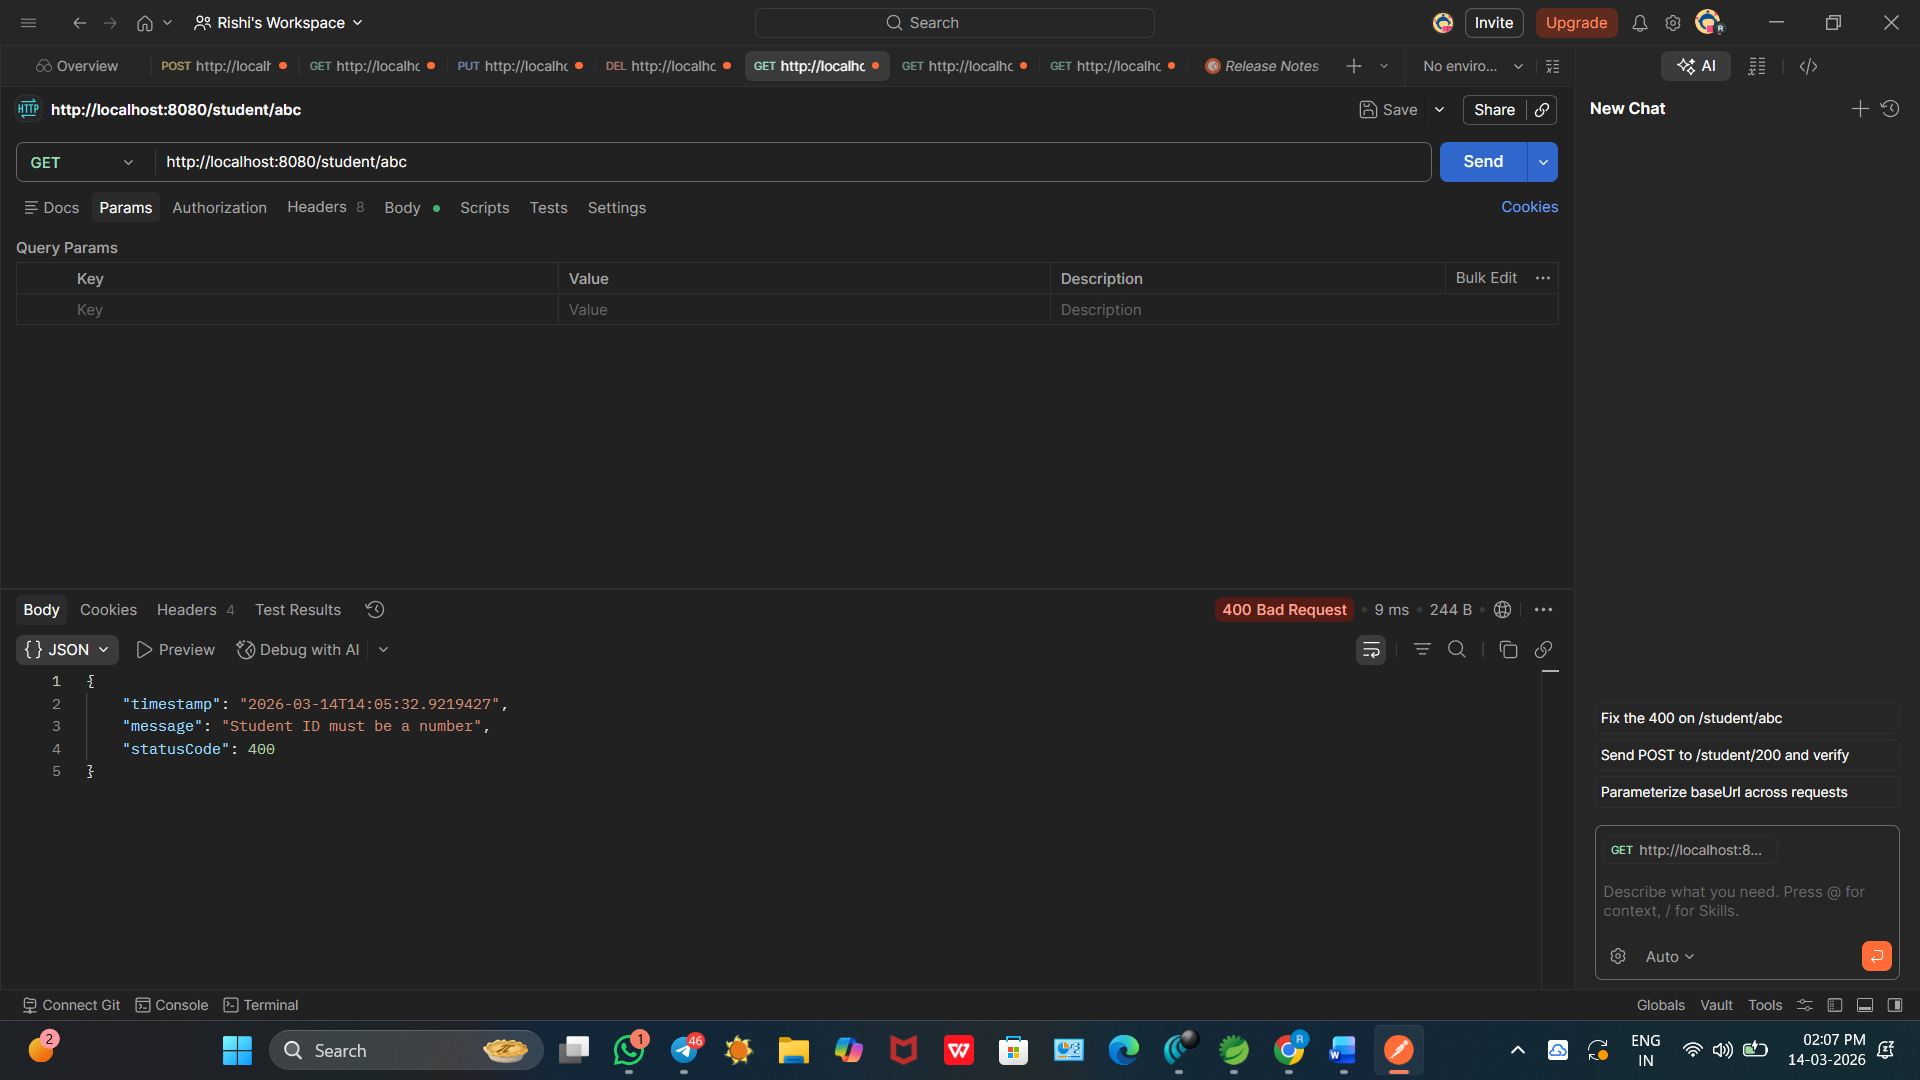 Rishi's Workspace
Search
Invite
Upgrade
Overview
POST http://localh
GET http://localhc
PUT http://localhc
DEL http://localhc
GET http://localhc
GET http://localhc
GET http://localhc
Release Notes
No enviro...
AI
HTTP http://localhost:8080/student/abc
Save
Share
New Chat
GET
http://localhost:8080/student/abc
Send
Docs
Params
Authorization
Headers 8
Body
Scripts
Tests
Settings
Cookies
Query Params
Key
Value
Description
Bulk Edit
Key
Value
Description
Body
Cookies
Headers 4
Test Results
400 Bad Request
9 ms
244 B
{} JSON
Preview
Debug with AI
1 {
2 "timestamp": "2026-03-14T14:05:32.9219427",
3 "message": "Student ID must be a number",
4 "statusCode": 400
5 }
Fix the 400 on /student/abc
Send POST to /student/200 and verify
Parameterize baseUrl across requests
GET http://localhost:8...
Describe what you need. Press @ for
context, / for Skills.
Auto
Connect Git
Console
Terminal
Globals
Vault
Tools
2
Search
1
46
R
ENG
IN
02:07 PM
14-03-2026